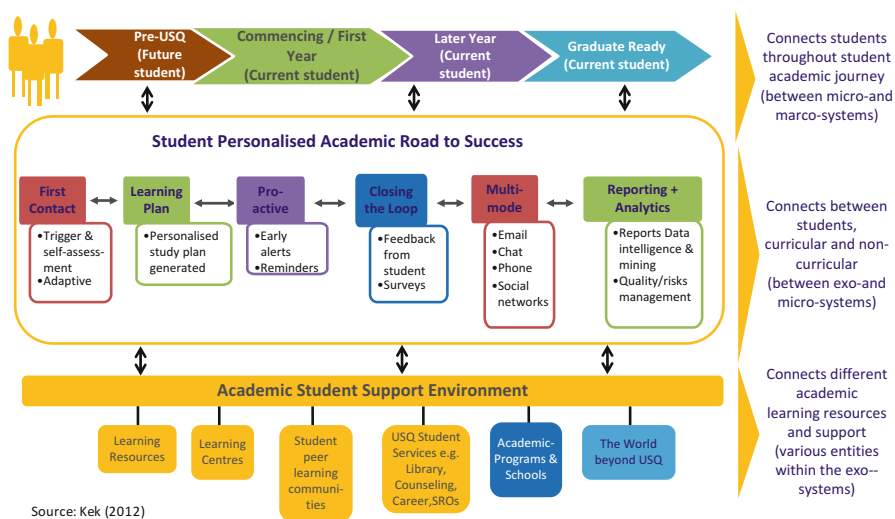 Pre-USQ
(Future
student)
Commencing / First
Year
(Current student)
Later Year
(Current
student)
Graduate Ready
(Current student)
Connects students
throughout student
academic journey
(between micro-and
marco-systems)
Student Personalised Academic Road to Success
First
Contact
•Trigger &
self-assess-
ment
•Adaptive
Learning
Plan
•Personalised
study plan
generated
Pro-
active
•Early
alerts
•Reminders
Closing
the Loop
•Feedback
from
student
•Surveys
Multi-
mode
•Email
•Chat
•Phone
•Social
networks
Reporting +
Analytics
•Reports Data
intelligence &
mining
•Quality/risks
management
Connects between
students,
curricular and non-
curricular
(between exo-and
micro-systems)
Academic Student Support Environment
Learning
Resources
Learning
Centres
Student
peer
learning
communi-
ties
USQ Student
Services e.g.
Library,
Counseling,
Career,SROs
Academic-
Programs &
Schools
The World
beyond USQ
Connects different
academic
learning resources
and support
(various entities
within the exo--
systems)
Source: Kek (2012)